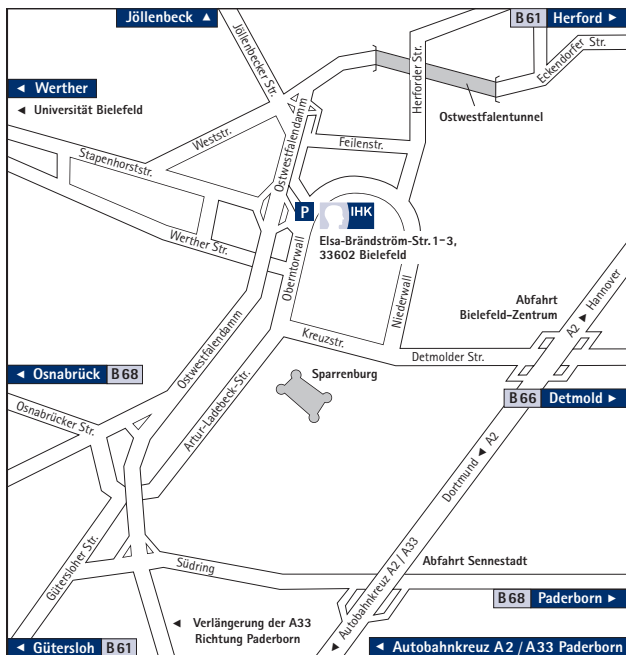 Jöllenbeck ▲
B 61 Herford ►
Jöllenbecker Str.
Herforder Str.
Eckendorfer Str.
◄ Werther
◄ Universität Bielefeld
Ostwestfalentunnel
Weststr.
Ostwestfalendamm
Feilenstr.
Stapenhorststr.
P
IHK
Werther Str.
Elsa-Brändström-Str. 1-3,
33602 Bielefeld
Oberntorwall
Niederwall
A2 ◄ Hannover
Abfahrt
Bielefeld-Zentrum
Kreuzstr.
Detmolder Str.
Ostwestfalendamm
◄ Osnabrück B 68
Sparrenburg
B 66 Detmold ►
Osnabrücker Str.
Artur-Ladebeck-Str.
Dortmund ◄ A2
Gütersloher Str.
Südring
Abfahrt Sennestadt
◄ Autobahnkreuz A2 / A33
B 68 Paderborn ►
◄ Verlängerung der A33
Richtung Paderborn
◄ Gütersloh B 61
◄ Autobahnkreuz A 2 / A 33 Paderborn